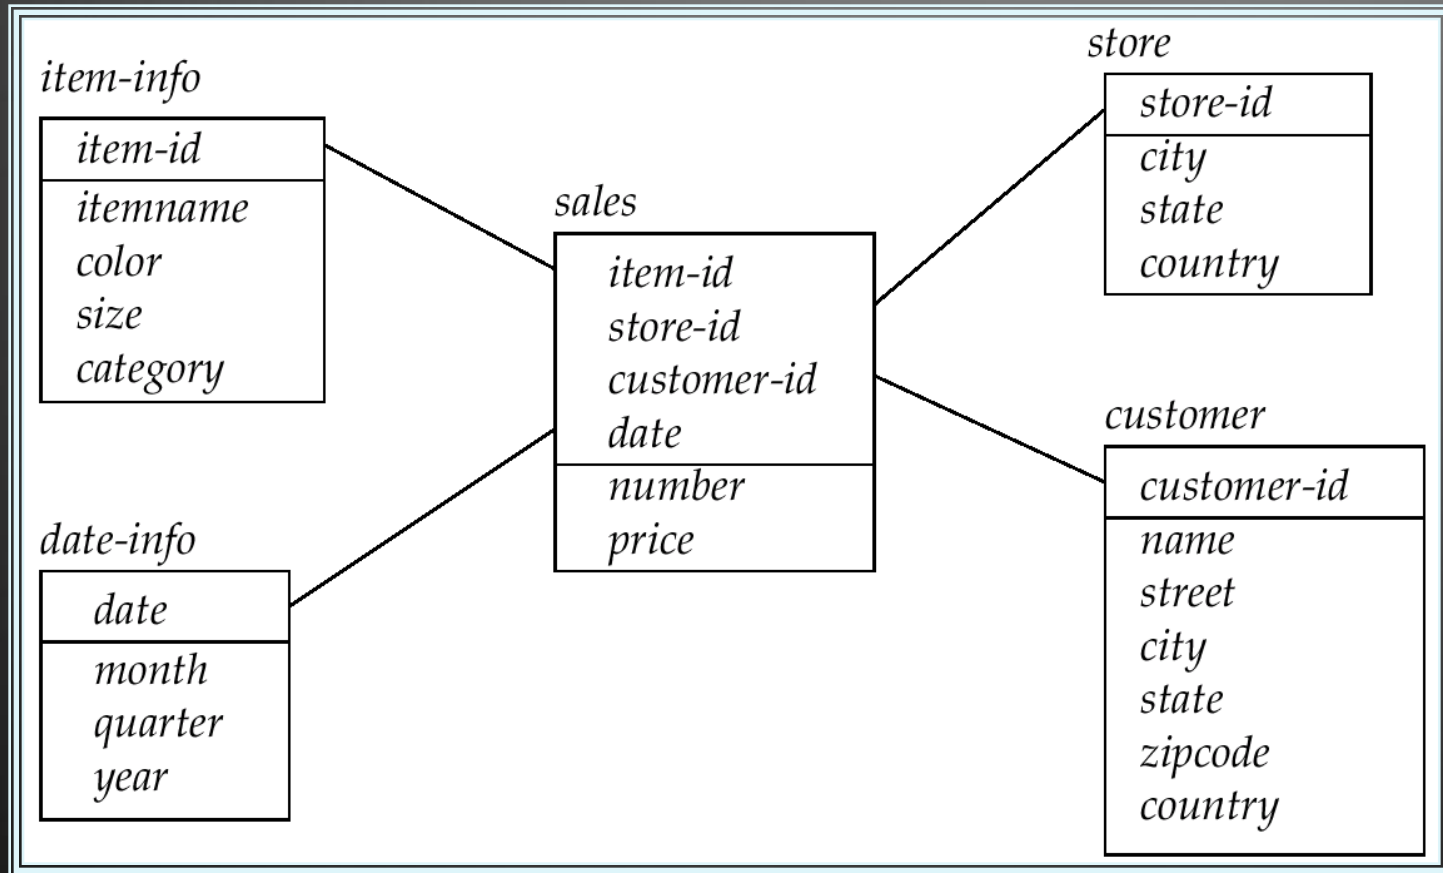 item-info
item-id
itemname
color
size
category
date-info
date
month
quarter
year
sales
item-id
store-id
customer-id
date
number
price
store
store-id
city
state
country
customer
customer-id
name
street
city
state
zipcode
country